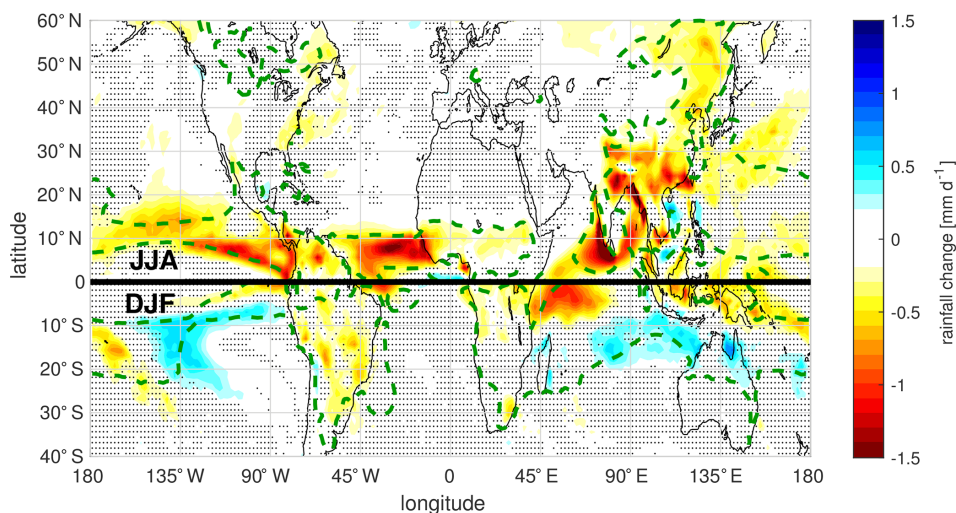 60° N
50° N
40° N
30° N
20° N
10° N
0
10° S
20° S
30° S
40° S
latitude
JJA
DJF
180
135° W
90° W
45° W
0
45° E
90° E
135° E
180
longitude
1.5
1
0.5
0
-0.5
-1
-1.5
rainfall change [mm d⁻¹]